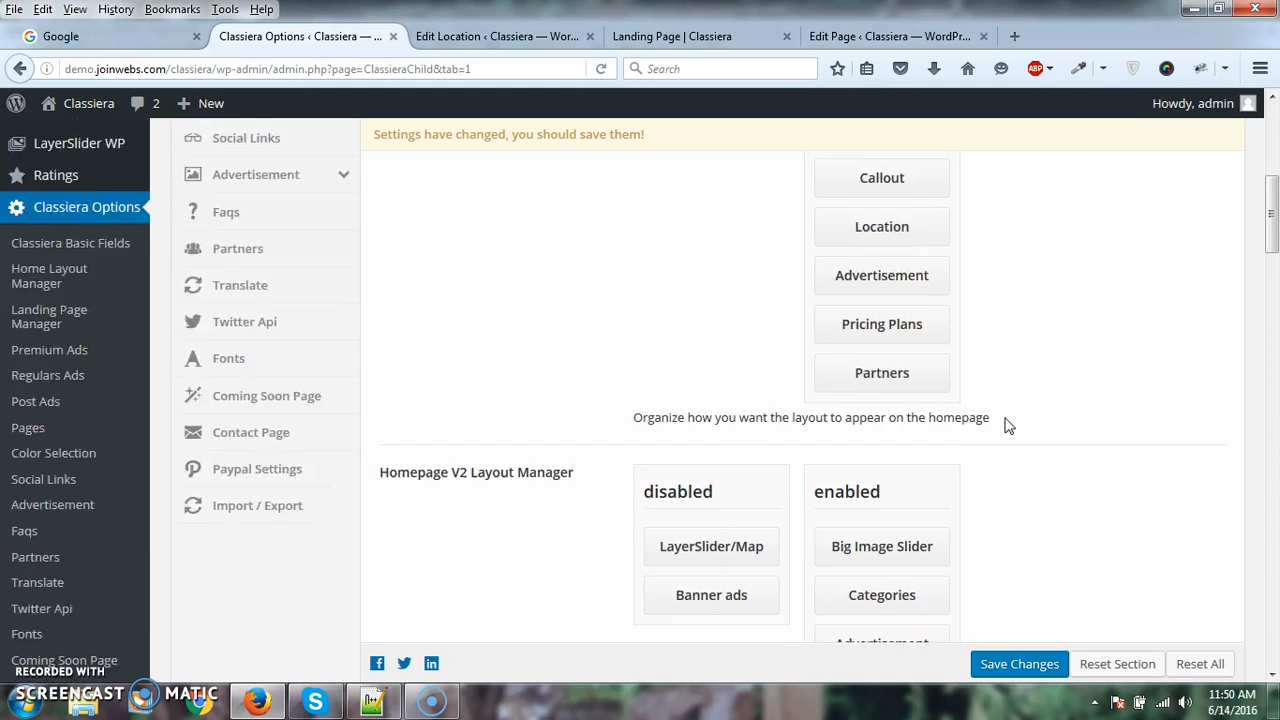 File Edit View History Bookmarks Tools Help
Google
Classiera Options ‹ Classiera — ...
Edit Location ‹ Classiera — Wor...
Landing Page | Classiera
Edit Page ‹ Classiera — WordPr...
demo.joinwebs.com/classiera/wp-admin/admin.php?page=ClassieraChild&tab=1
Search
ABP
Classiera 2 New Howdy, admin
LayerSlider WP
Ratings
Classiera Options
Classiera Basic Fields
Home Layout
Manager
Landing Page
Manager
Premium Ads
Regulars Ads
Post Ads
Pages
Color Selection
Social Links
Advertisement
Faqs
Partners
Translate
Twitter Api
Fonts
Coming Soon Page
Social Links
Advertisement
Faqs
Partners
Translate
Twitter Api
Fonts
Coming Soon Page
Contact Page
Paypal Settings
Import / Export
Settings have changed, you should save them!
Callout
Location
Advertisement
Pricing Plans
Partners
Organize how you want the layout to appear on the homepage
Homepage V2 Layout Manager
disabled
LayerSlider/Map
Banner ads
enabled
Big Image Slider
Categories
Advertisement
Save Changes Reset Section Reset All
RECORDED WITH
SCREENCAST MATIC
11:50 AM
6/14/2016